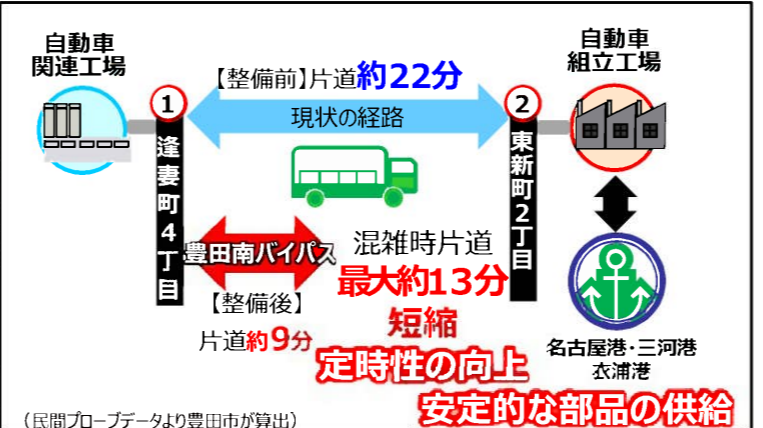 自動車
関連工場
【整備前】片道約22分
自動車
組立工場
1
現状の経路
2
逢妻町4丁目
東新町2丁目
豊田南バイパス
混雑時片道
最大約13分
短縮
【整備後】
片道約9分
定時性の向上
名古屋港・三河港
衣浦港
安定的な部品の供給
（民間プローブデータより豊田市が算出）